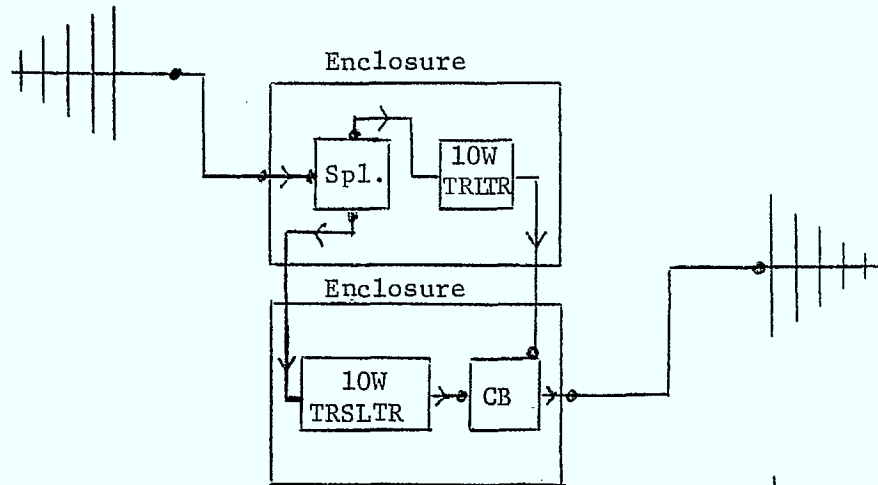 Enclosure
Spl.
10W
TRLTR
Enclosure
10W
TRSLTR
CB